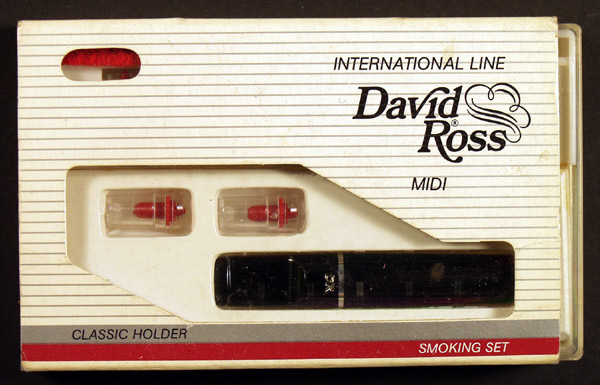 INTERNATIONAL LINE
David
Ross
®
MIDI
CLASSIC HOLDER
SMOKING SET